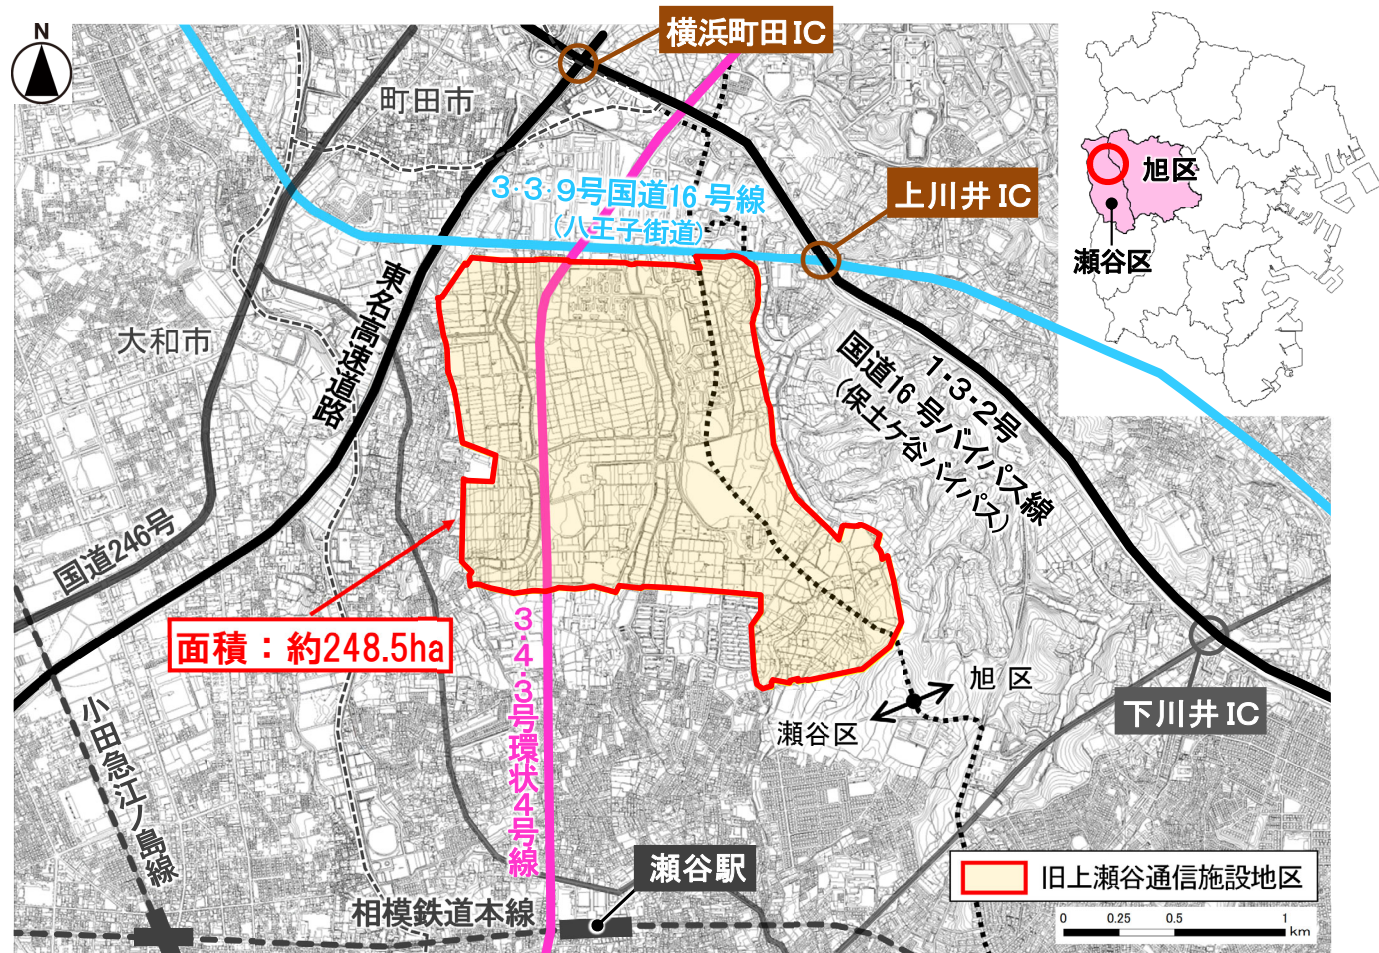 N
横浜町田IC
町田市
3・3・9号国道16号線
(八王子街道)
上川井IC
旭区
瀬谷区
東名高速道路
大和市
1・3・2号
国道16号バイパス線
(保土ケ谷バイパス)
国道246号
面積：約248.5ha
3・4・3号環状4号線
旭区
瀬谷区
下川井IC
小田急江ノ島線
瀬谷駅
相模鉄道本線
旧上瀬谷通信施設地区
0 0.25 0.5 1
km